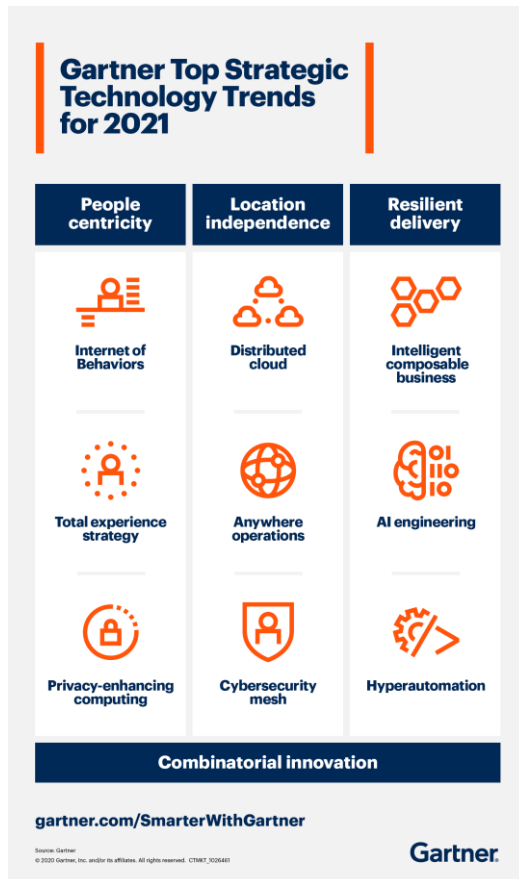 Gartner Top Strategic
Technology Trends
for 2021
People
centricity
Location
independence
Resilient
delivery
Internet of
Behaviors
Distributed
cloud
Intelligent
composable
business
Total experience
strategy
Anywhere
operations
AI engineering
Privacy-enhancing
computing
Cybersecurity
mesh
Hyperautomation
Combinatorial innovation
gartner.com/SmarterWithGartner
Source: Gartner
© 2020 Gartner, Inc. and/or its affiliates. All rights reserved. CTMKT_1026461
Gartner.